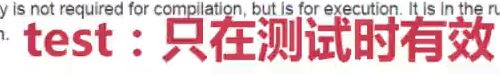 y is not required for compilation, but is for execution. It is in the ru
n. test：只在测试时有效